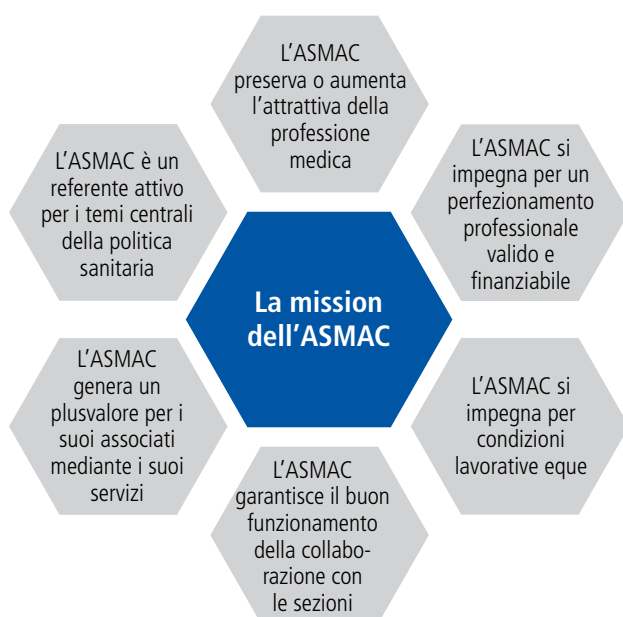 L'ASMAC
preserva o aumenta
l'attrattiva della
professione
medica
L'ASMAC si
impegna per un
perfezionamento
professionale
valido e
finanziabile
L'ASMAC si
impegna per
condizioni
lavorative eque
L'ASMAC
garantisce il buon
funzionamento
della collabo-
razione con
le sezioni
L'ASMAC
genera un
plusvalore per i
suoi associati
mediante i suoi
servizi
L'ASMAC è un
referente attivo
per i temi centrali
della politica
sanitaria
La mission
dell'ASMAC